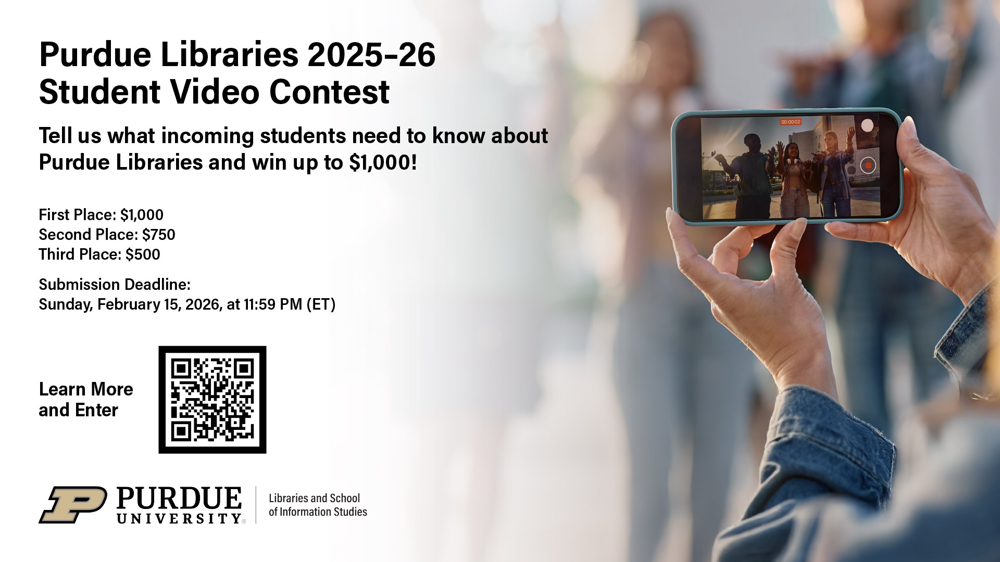 Purdue Libraries 2025–26
Student Video Contest
Tell us what incoming students need to know about
Purdue Libraries and win up to $1,000!
First Place: $1,000
Second Place: $750
Third Place: $500
Submission Deadline:
Sunday, February 15, 2026, at 11:59 PM (ET)
Learn More
and Enter
P PURDUE
UNIVERSITY®
Libraries and School
of Information Studies
00:00:02